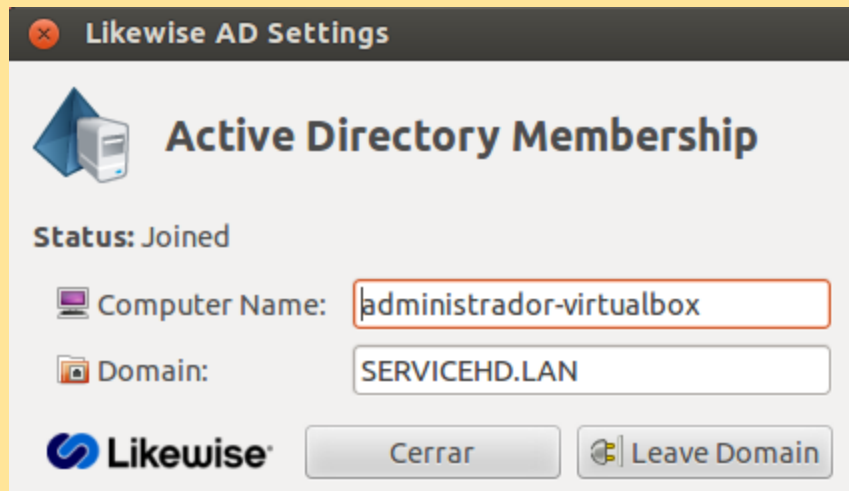 Likewise AD Settings
Active Directory Membership
Status: Joined
Computer Name: administrador-virtualbox
Domain: SERVICEHD.LAN
Likewise Cerrar Leave Domain